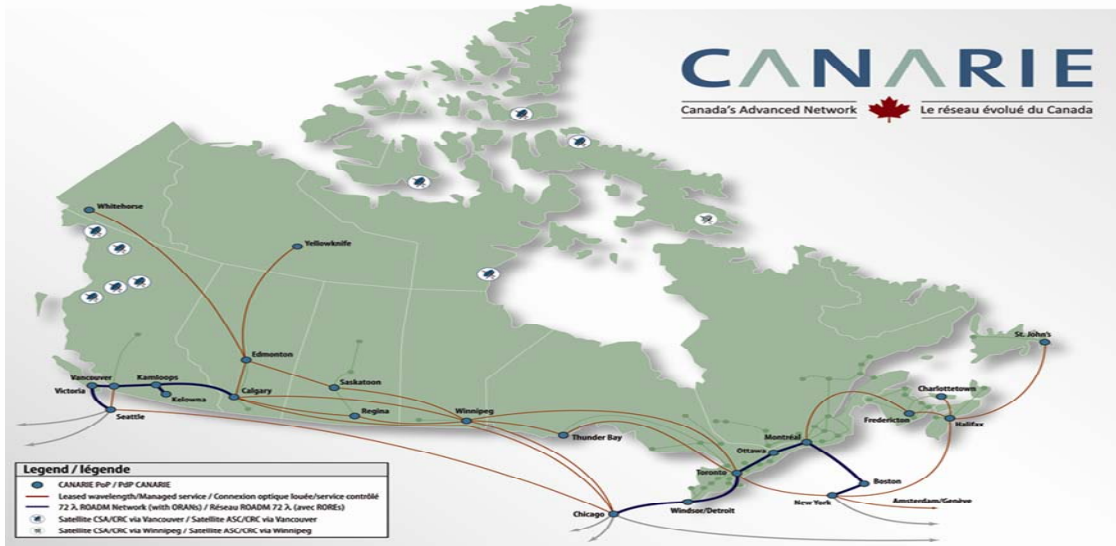 CANARIE
Canada's Advanced Network
Le réseau évolué du Canada
Whitehorse
Yellowknife
Edmonton
St. John's
Vancouver
Kamloops
Saskatoon
Victoria
Kelowna
Calgary
Charlottetown
Seattle
Regina
Winnipeg
Fredericton
Halifax
Thunder Bay
Montréal
Ottawa
Toronto
Boston
New York
Amsterdam/Genève
Chicago
Windsor/Detroit
Legend / légende
CANARIE PoP / PdP CANARIE
Leased wavelength/Managed service / Connexion optique louée/service contrôlé
72 λ ROADM Network (with ORANs) / Réseau ROADM 72 λ (avec ROREs)
Satellite CSA/CRC via Vancouver / Satellite ASC/CRC via Vancouver
Satellite CSA/CRC via Winnipeg / Satellite ASC/CRC via Winnipeg